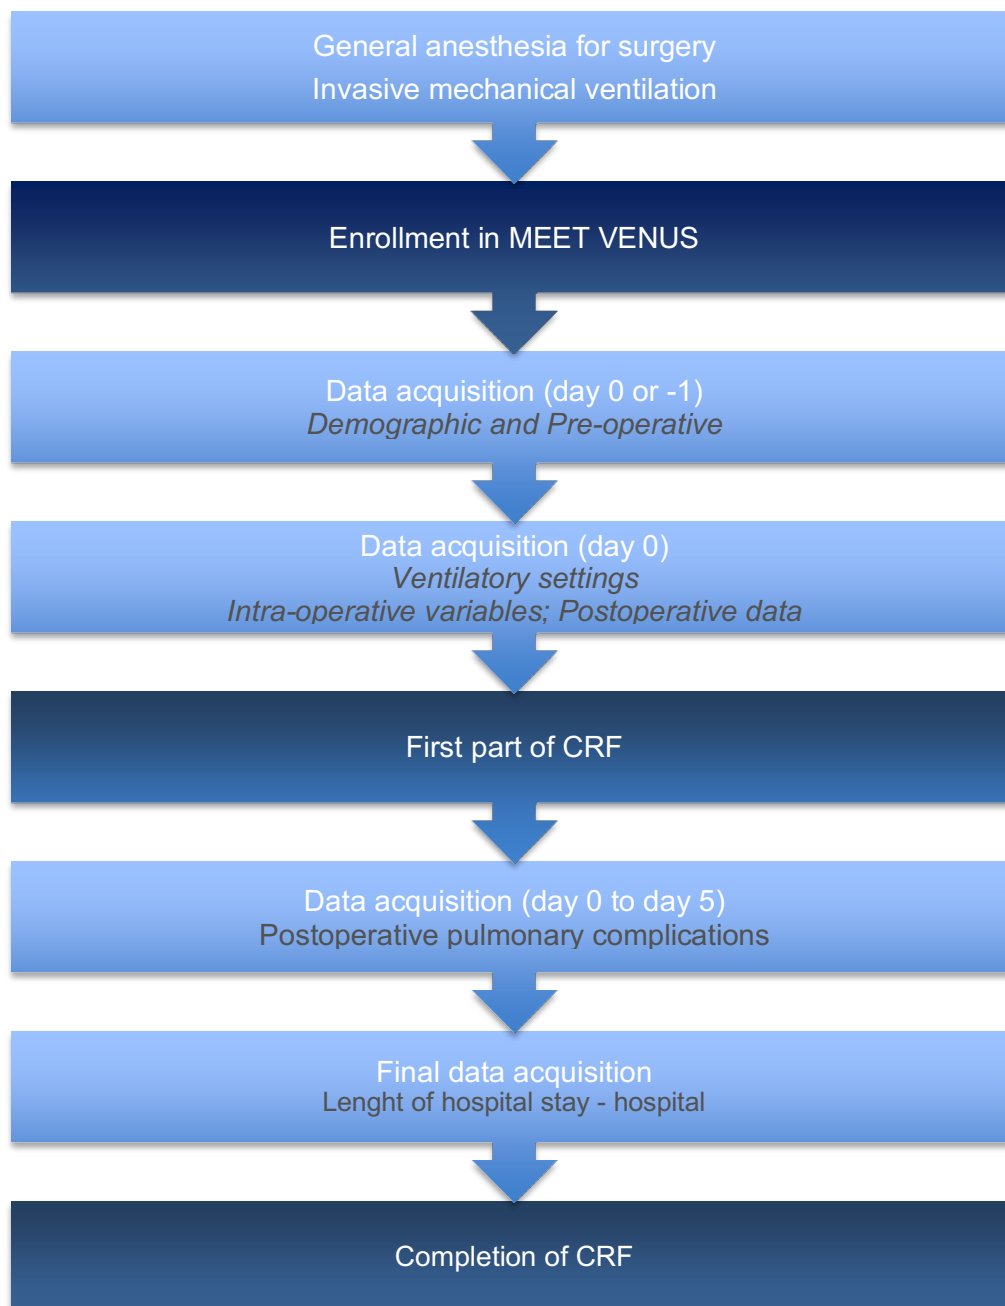 General anesthesia for surgery
Invasive mechanical ventilation
Enrollment in MEET VENUS
Data acquisition (day 0 or -1)
Demographic and Pre-operative
Data acquisition (day 0)
Ventilatory settings
Intra-operative variables; Postoperative data
First part of CRF
Data acquisition (day 0 to day 5)
Postoperative pulmonary complications
Final data acquisition
Lenght of hospital stay - hospital
Completion of CRF